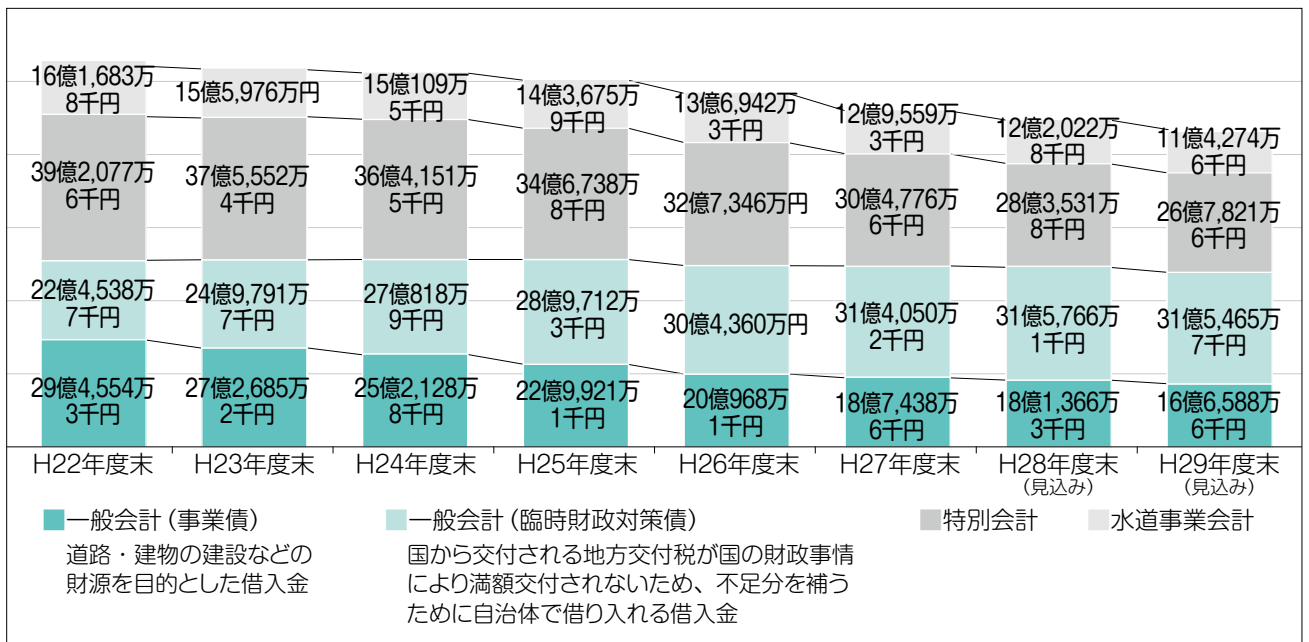 16億1,683万
8千円
15億5,976万円
15億109万
5千円
14億3,675万
9千円
13億6,942万
3千円
12億9,559万
3千円
12億2,022万
8千円
11億4,274万
6千円
39億2,077万
6千円
37億5,552万
4千円
36億4,151万
5千円
34億6,738万
8千円
32億7,346万円
30億4,776万
6千円
28億3,531万
8千円
26億7,821万
6千円
22億4,538万
7千円
24億9,791万
7千円
27億818万
9千円
28億9,712万
3千円
30億4,360万円
31億4,050万
2千円
31億5,766万
1千円
31億5,465万
7千円
29億4,554万
3千円
27億2,685万
2千円
25億2,128万
8千円
22億9,921万
1千円
20億968万
1千円
18億7,438万
6千円
18億1,366万
3千円
16億6,588万
6千円
H22年度末
H23年度末
H24年度末
H25年度末
H26年度末
H27年度末
H28年度末
(見込み)
H29年度末
(見込み)
一般会計(事業債)
道路・建物の建設などの
財源を目的とした借入金
一般会計(臨時財政対策債)
国から交付される地方交付税が国の財政事情
により満額交付されないため、不足分を補う
ために自治体で借り入れる借入金
特別会計
水道事業会計